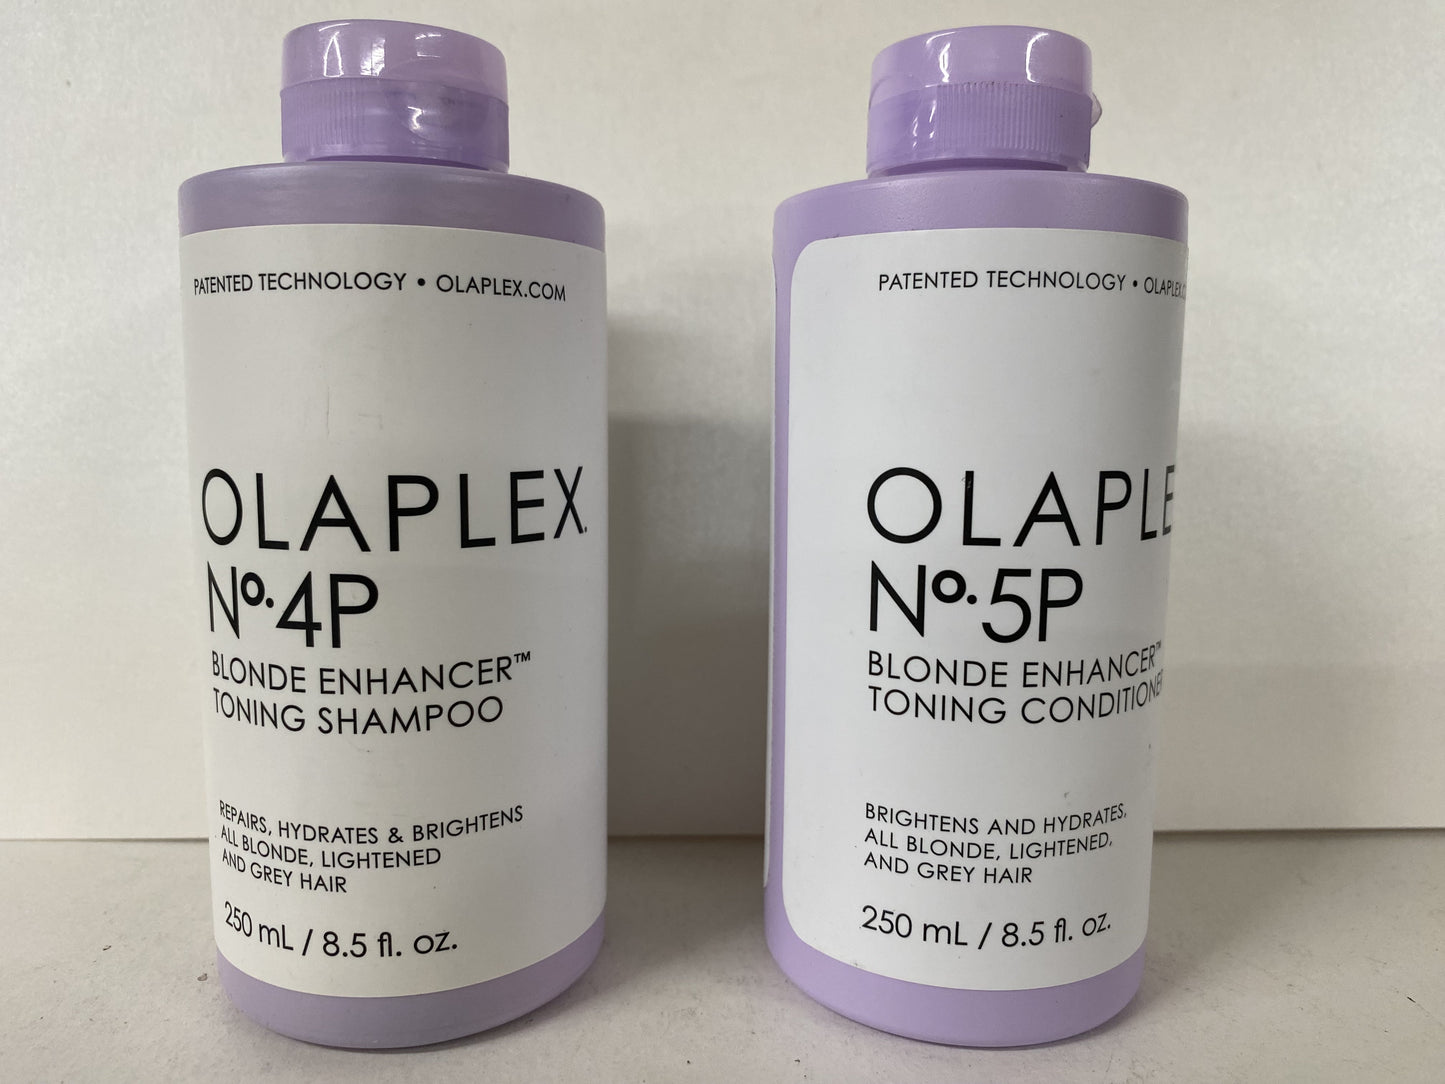 PATENTED TECHNOLOGY • OLAPLEX.COM
OLAPLEX.
Nº.4P
BLONDE ENHANCER™
TONING SHAMPOO
REPAIRS, HYDRATES & BRIGHTENS
ALL BLONDE, LIGHTENED
AND GREY HAIR
250 mL / 8.5 fl. oz.
PATENTED TECHNOLOGY • OLAPLEX.C
OLAPLE
Nº.5P
BLONDE ENHANCER™
TONING CONDITIONE
BRIGHTENS AND HYDRATES,
ALL BLONDE, LIGHTENED,
AND GREY HAIR
250 mL / 8.5 fl. oz.